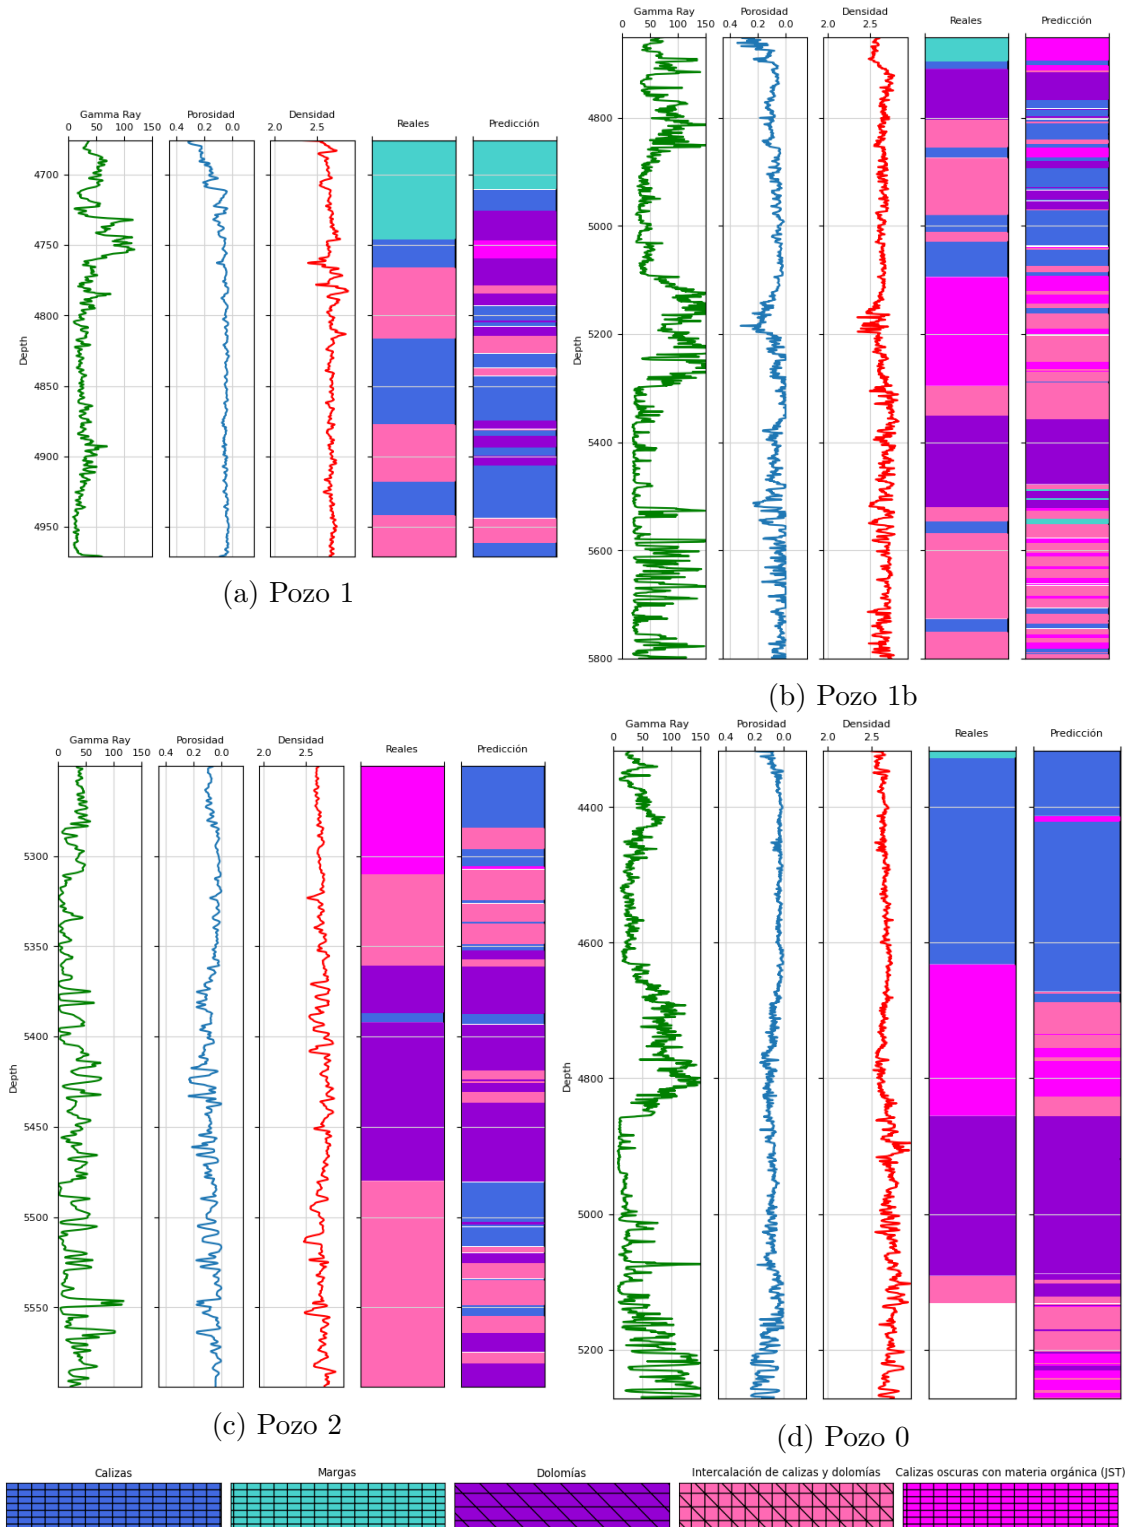 Gamma Ray Porosidad Densidad
0 50 100 150 0.4 0.2 0.0 2.0 2.5 Reales Predicción
4700
4750
4800
4850
4900
4950
Depth
(a) Pozo 1
Gamma Ray Porosidad Densidad
0 50 100 150 0.4 0.2 0.0 2.0 2.5 Reales Predicción
4800
5000
5200
5400
5600
5800
Depth
(b) Pozo 1b
Gamma Ray Porosidad Densidad
0 50 100 150 0.4 0.2 0.0 2.0 2.5 Reales Predicción
5300
5350
5400
5450
5500
5550
Depth
(c) Pozo 2
Gamma Ray Porosidad Densidad
0 50 100 150 0.4 0.2 0.0 2.0 2.5 Reales Predicción
4400
4600
4800
5000
5200
Depth
(d) Pozo 0
Calizas Margas Dolomías Intercalación de calizas y dolomías Calizas oscuras con materia orgánica (JST)